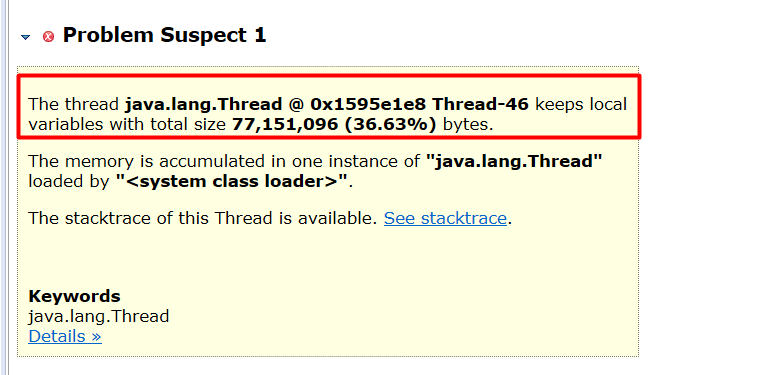 Problem Suspect 1
The thread java.lang.Thread @ 0x1595e1e8 Thread-46 keeps local
variables with total size 77,151,096 (36.63%) bytes.
The memory is accumulated in one instance of "java.lang.Thread"
loaded by "<system class loader>".
The stacktrace of this Thread is available. See stacktrace.
Keywords
java.lang.Thread
Details »